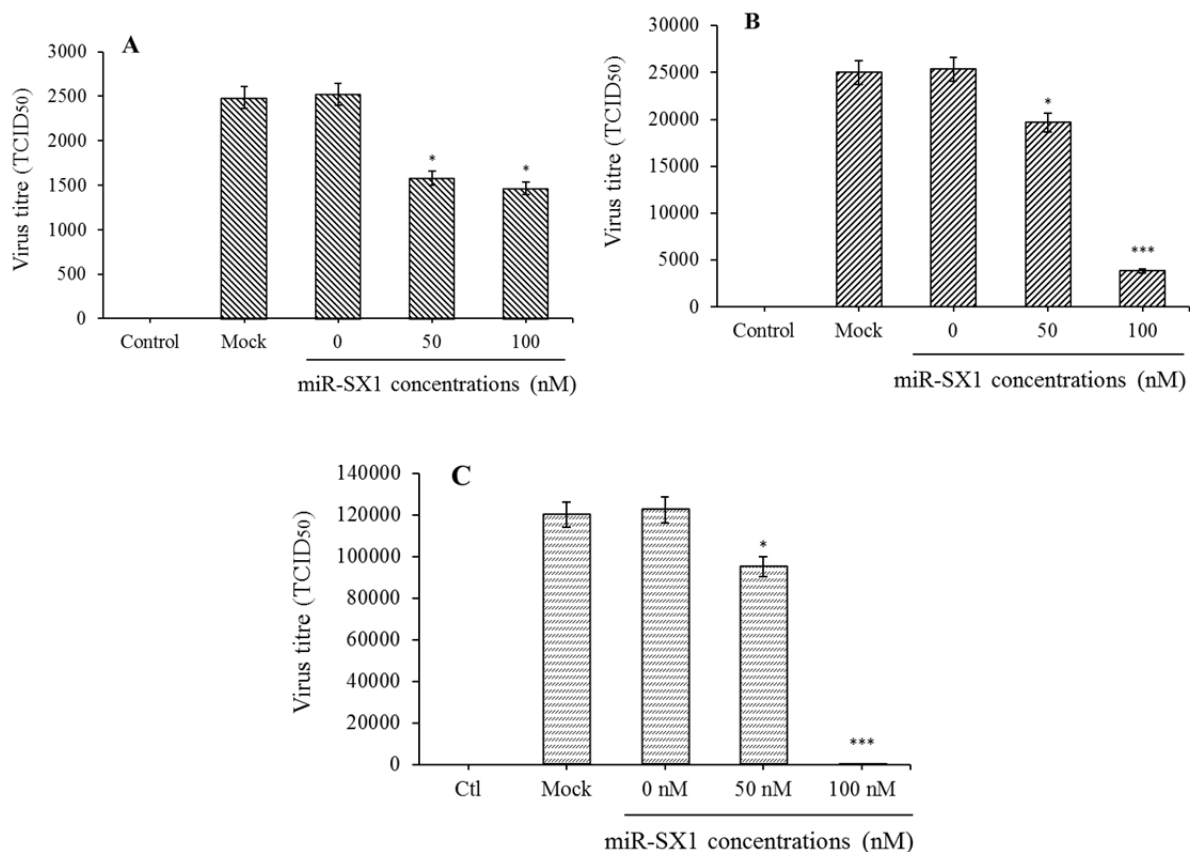 A
Virus titre (TCID50)
3000
2500
2000
1500
1000
500
0
*
*
Control Mock 0 50 100
miR-SX1 concentrations (nM)
B
Virus titre (TCID50)
30000
25000
20000
15000
10000
5000
0
*
***
Control Mock 0 50 100
miR-SX1 concentrations (nM)
C
Virus titre (TCID50)
140000
120000
100000
80000
60000
40000
20000
0
*
***
Ctl Mock 0 nM 50 nM 100 nM
miR-SX1 concentrations (nM)